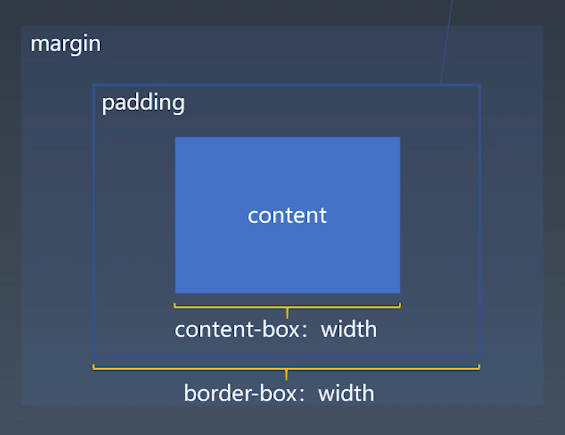 margin
padding
content
content-box：width
border-box：width